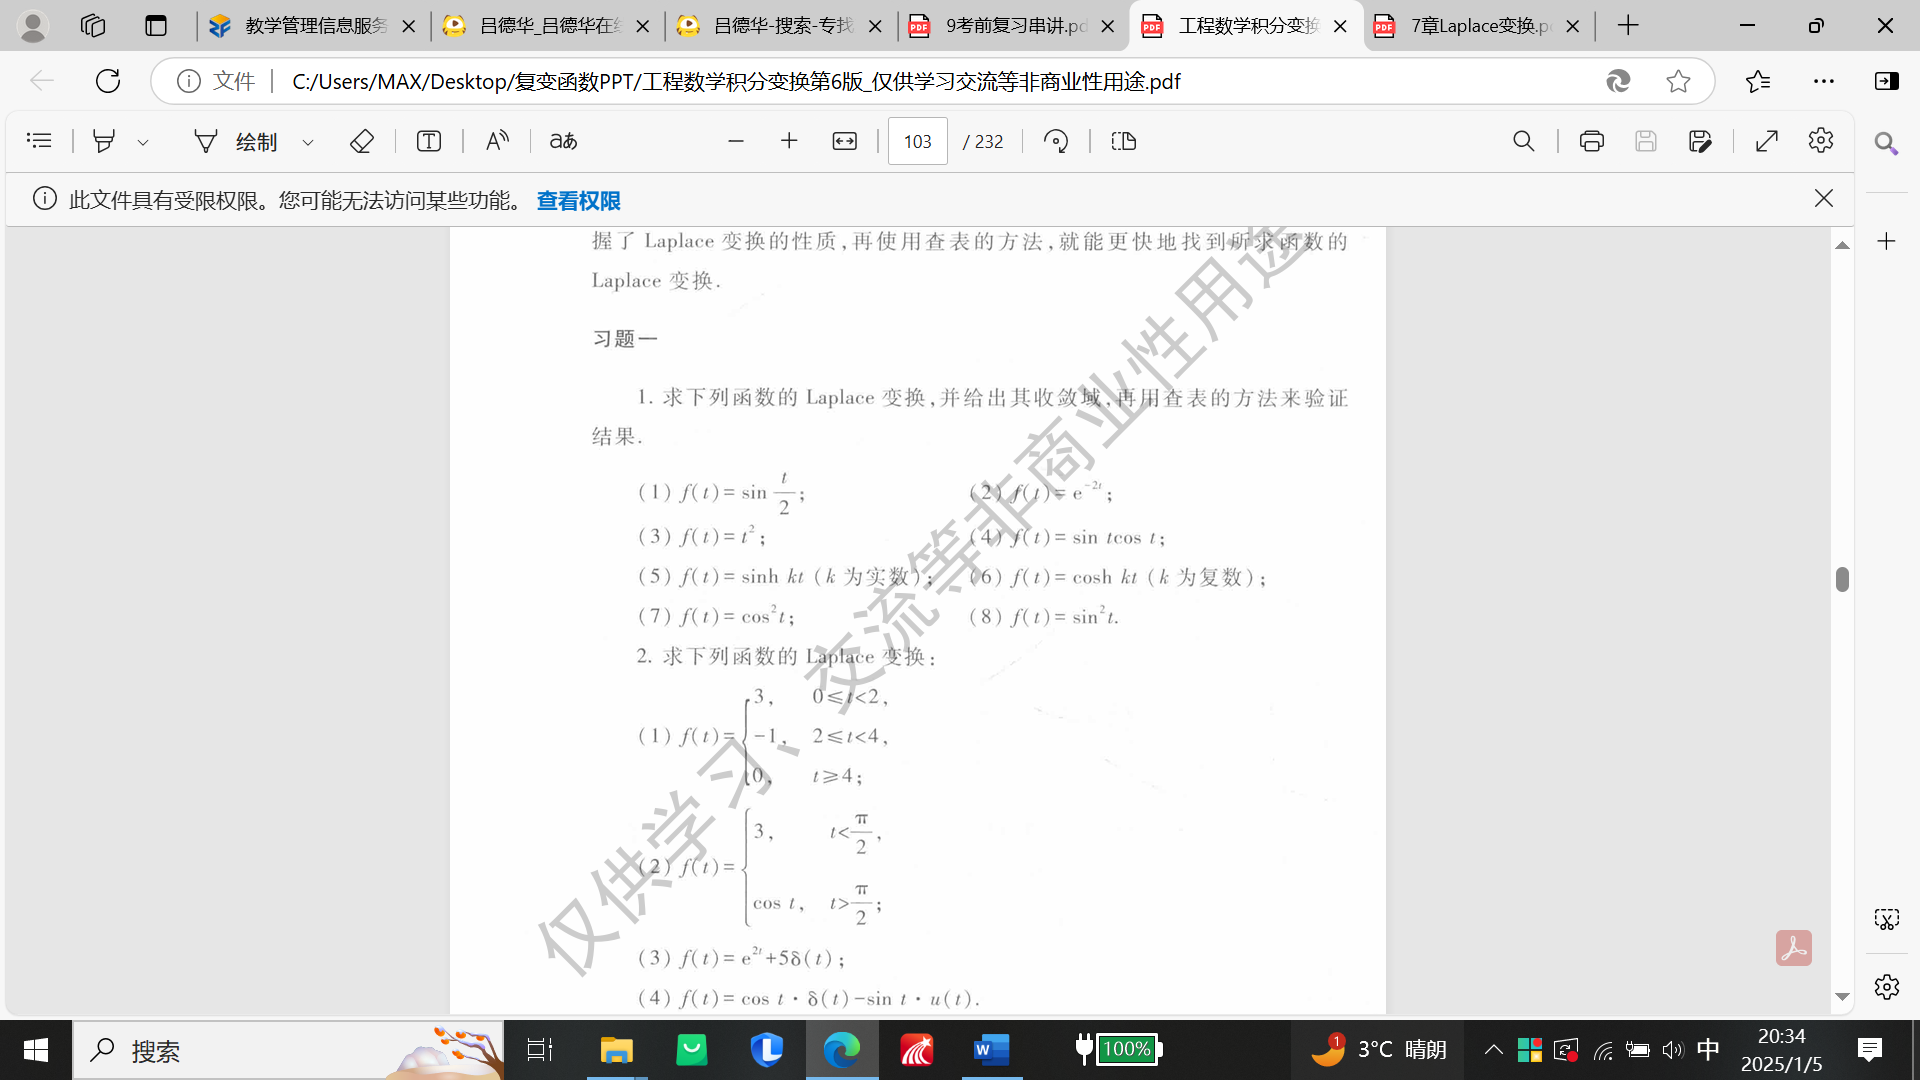 教学管理信息服务
吕德华_吕德华在线
吕德华-搜索-专找
9考前复习串讲.pd
工程数学积分变换
7章Laplace变换.p
文件
C:/Users/MAX/Desktop/复变函数PPT/工程数学积分变换第6版_仅供学习交流等非商业性用途.pdf
绘制
A
T
aあ
103 / 232
此文件具有受限权限。您可能无法访问某些功能。 查看权限
握了 Laplace 变换的性质,再使用查表的方法,就能更快地找到所求函数的
Laplace 变换.
习题一
1. 求下列函数的 Laplace 变换,并给出其收敛域,再用查表的方法来验证
结果.
(1) f(t)= sin t/2; (2) f(t)= e^{-2t};
(3) f(t)= t²; (4) f(t)= sin tcos t;
(5) f(t)= sinh kt (k 为实数); (6) f(t)= cosh kt (k 为复数);
(7) f(t)= cos²t; (8) f(t)= sin²t.
2. 求下列函数的 Laplace 变换:
3, 0≤t<2,
(1) f(t)= -1, 2≤t<4,
0, t≥4;
3, t<π/2,
(2) f(t)=
cos t, t>π/2;
(3) f(t)= e^{2t}+5δ(t);
(4) f(t)= cos t·δ(t)-sin t·u(t).
仅供学习、交流等非商业性用途
搜索
W
100%
1
3°C 晴朗
中
20:34
2025/1/5